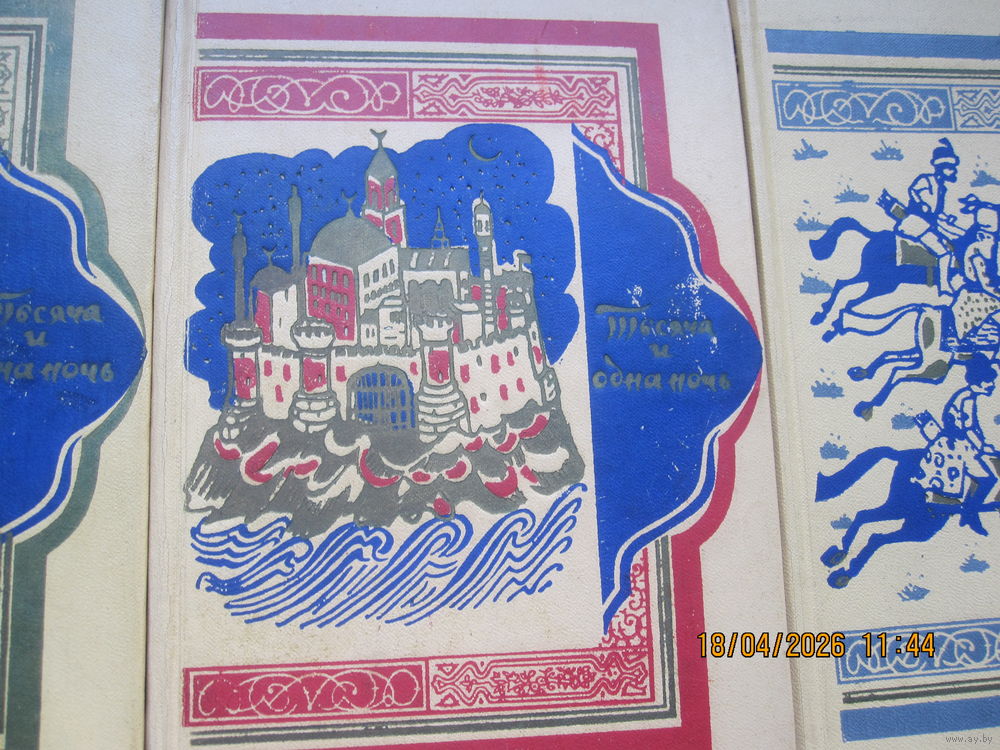 Тысяча
и
на ночь
Тысяча
и
одна ночь
18/04/2026 11:44
www.ay.by